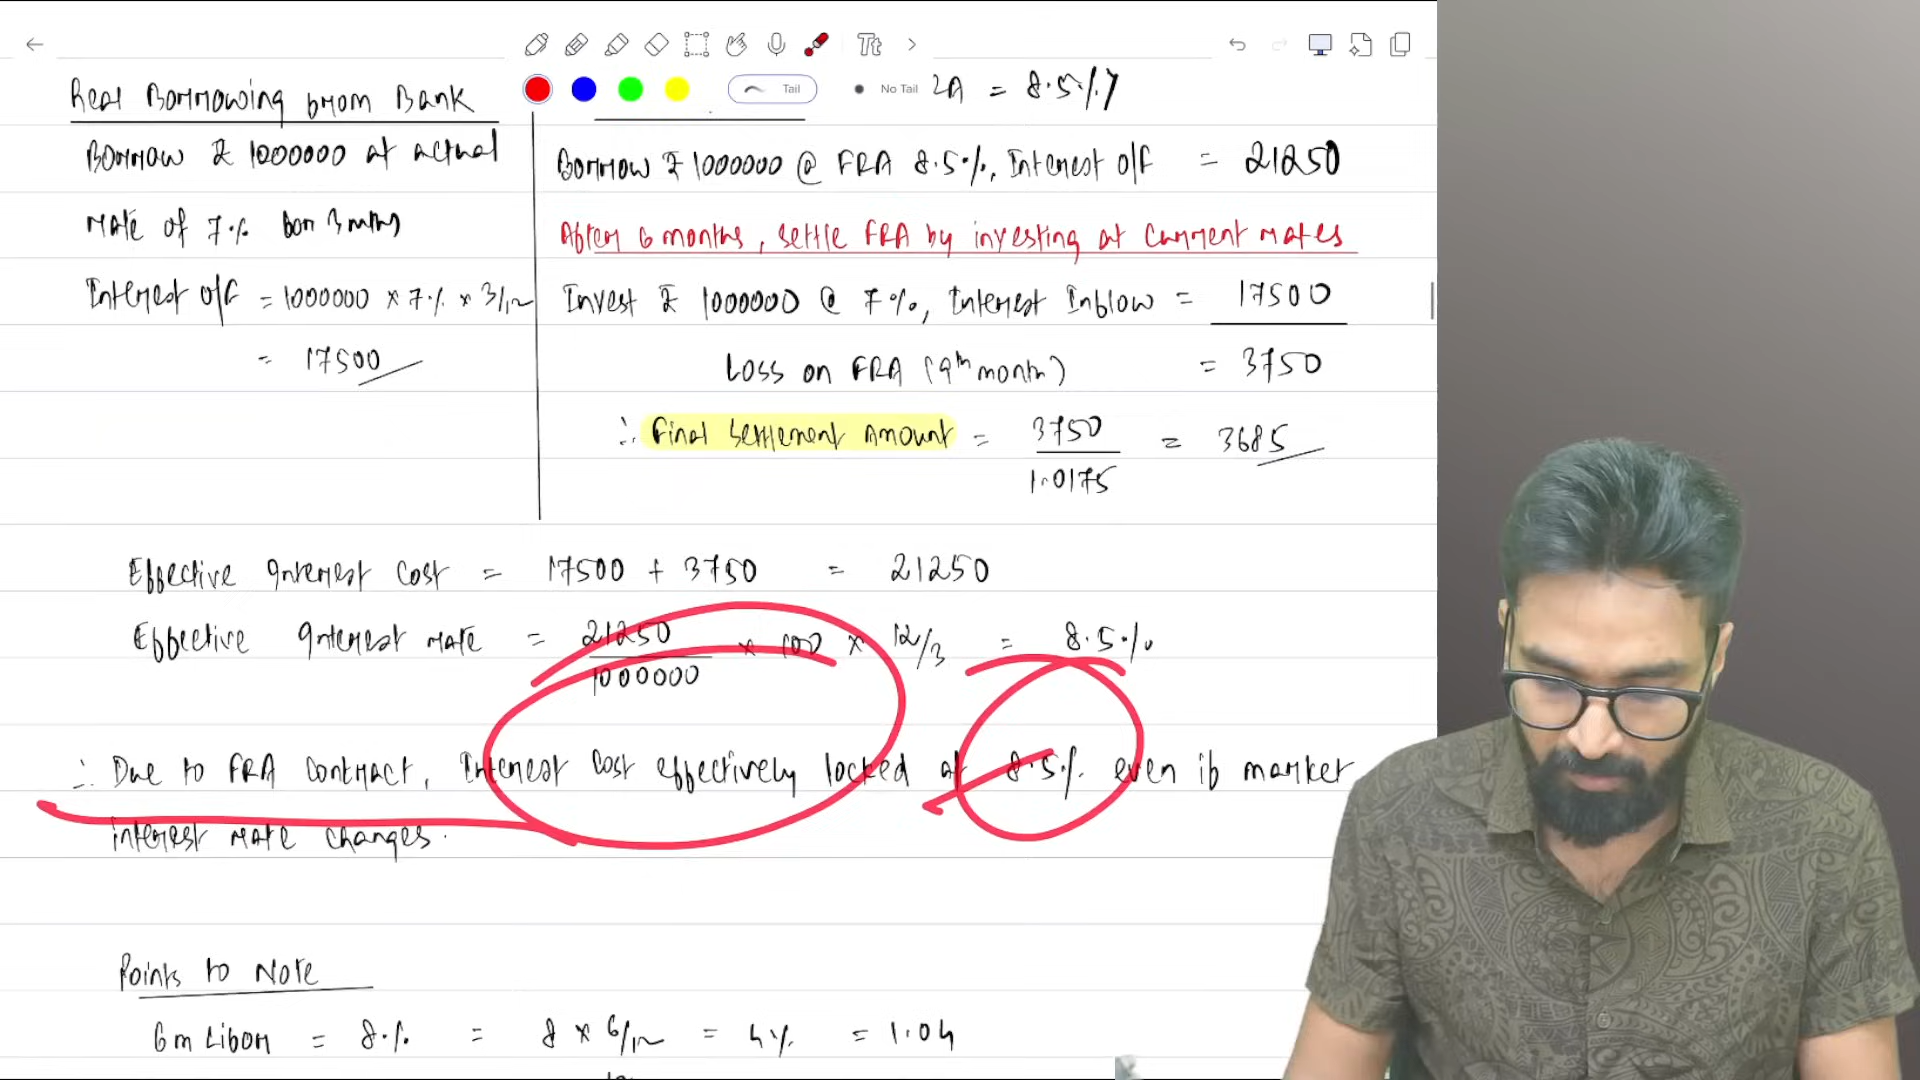 Tt
Tail
No Tail
RA = 8.5%
Real Borrowing from Bank
Borrow ₹ 1000000 at actual
rate of 7% for 3 mths
Interest o/f = 1000000 × 7% × 3/12
= 17500
Borrow ₹ 1000000 @ FRA 8.5%, Interest o/f = 21250
After 6 months, settle FRA by investing at current rates
Invest ₹ 1000000 @ 7%, Interest Inflow = 17500
Loss on FRA (9th month) = 3750
∴ Final Settlement Amount = 3750 / 1.0175 = 3685
Effective Interest Cost = 17500 + 3750 = 21250
Effective Interest rate = 21250 / 1000000 × 100 × 12/3 = 8.5%
∴ Due to FRA Contract, Interest Cost effectively locked at 8.5% even if market
interest rate changes.
Points to Note
6m Libor = 8% = 8 × 6/12 = 4% = 1.04